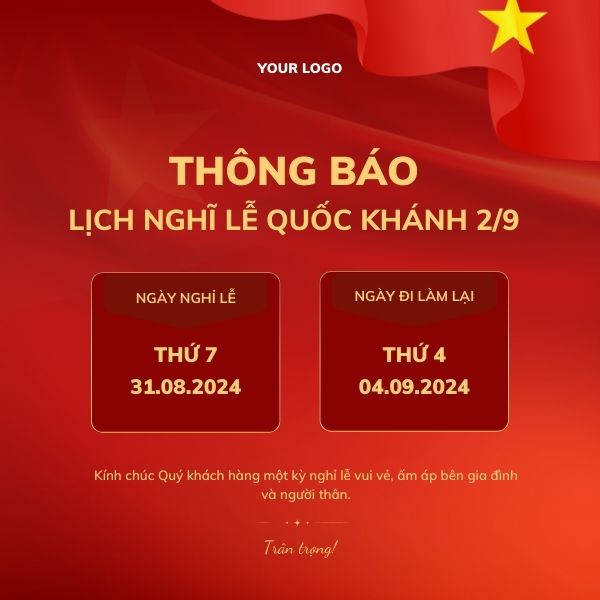 YOUR LOGO
THÔNG BÁO
LỊCH NGHĨ LỄ QUỐC KHÁNH 2/9
NGÀY NGHỈ LỄ
THỨ 7
31.08.2024
NGÀY ĐI LÀM LẠI
THỨ 4
04.09.2024
Kính chúc Quý khách hàng một kỳ nghỉ lễ vui vẻ, ấm áp bên gia đình
và người thân.
Trân trọng!